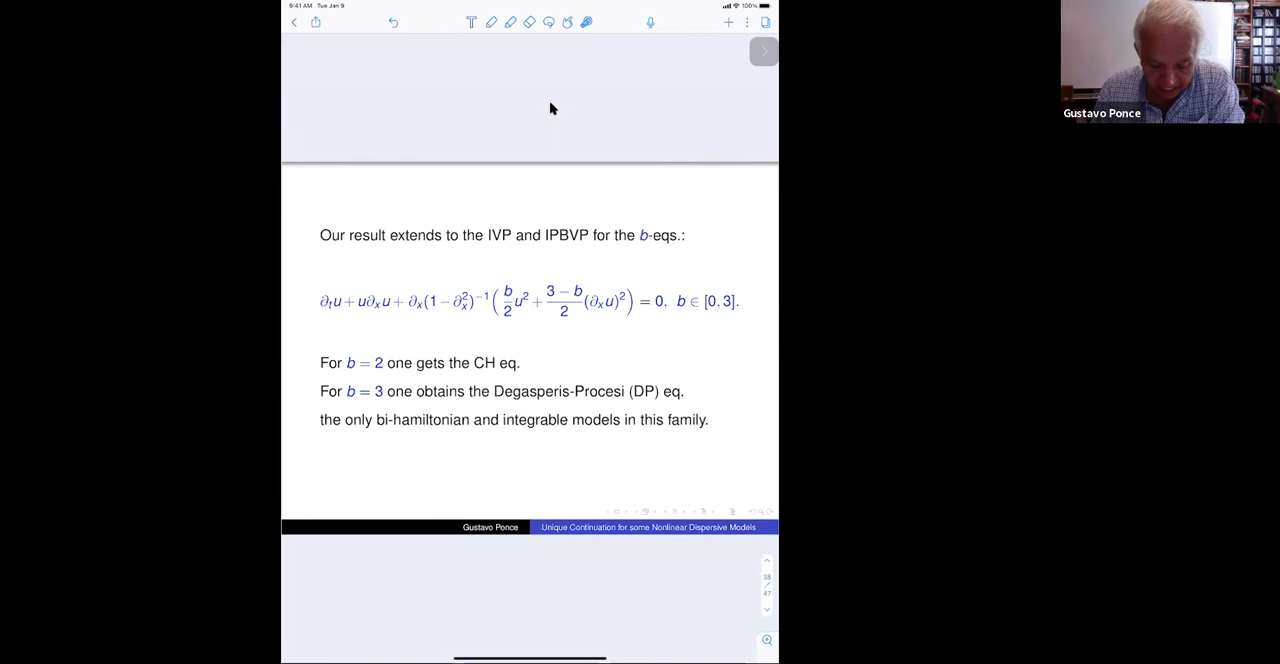 9:41 AM Tue Jan 9
100%
Gustavo Ponce
Our result extends to the IVP and IPBVP for the b-eqs.:
∂ₜu + u∂ₓu + ∂ₓ(1 − ∂ₓ²)⁻¹(b/2 u² + (3 − b)/2 (∂ₓu)²) = 0, b ∈ [0, 3].
For b = 2 one gets the CH eq.
For b = 3 one obtains the Degasperis-Procesi (DP) eq.
the only bi-hamiltonian and integrable models in this family.
Gustavo Ponce Unique Continuation for some Nonlinear Dispersive Models
38
/
47